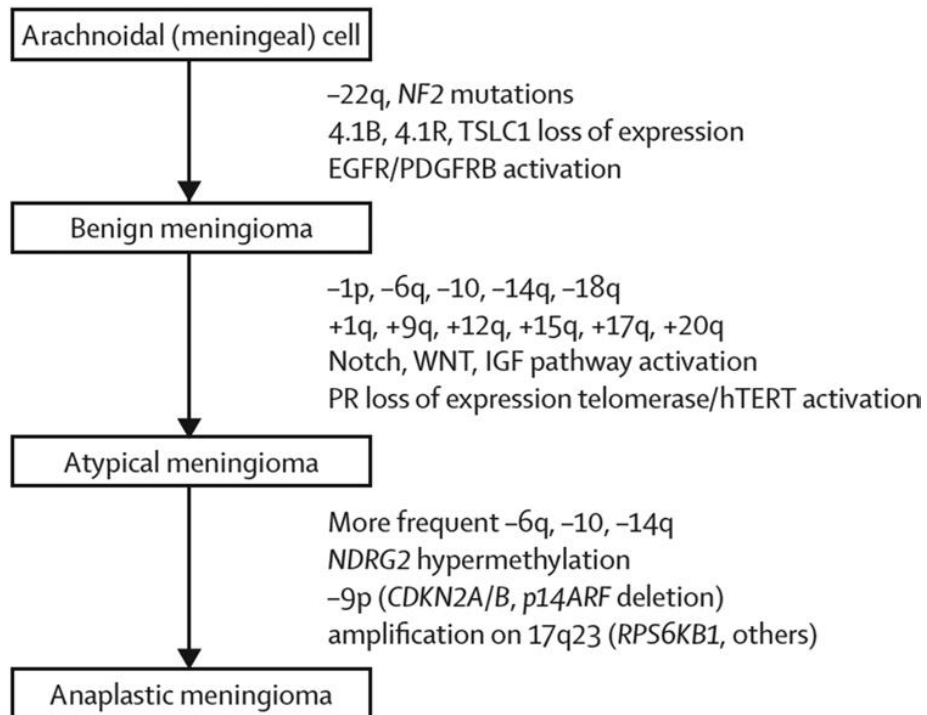 Arachnoidal (meningeal) cell
–22q, NF2 mutations
4.1B, 4.1R, TSLC1 loss of expression
EGFR/PDGFRB activation
Benign meningioma
–1p, –6q, –10, –14q, –18q
+1q, +9q, +12q, +15q, +17q, +20q
Notch, WNT, IGF pathway activation
PR loss of expression telomerase/hTERT activation
Atypical meningioma
More frequent –6q, –10, –14q
NDRG2 hypermethylation
–9p (CDKN2A/B, p14ARF deletion)
amplification on 17q23 (RPS6KB1, others)
Anaplastic meningioma